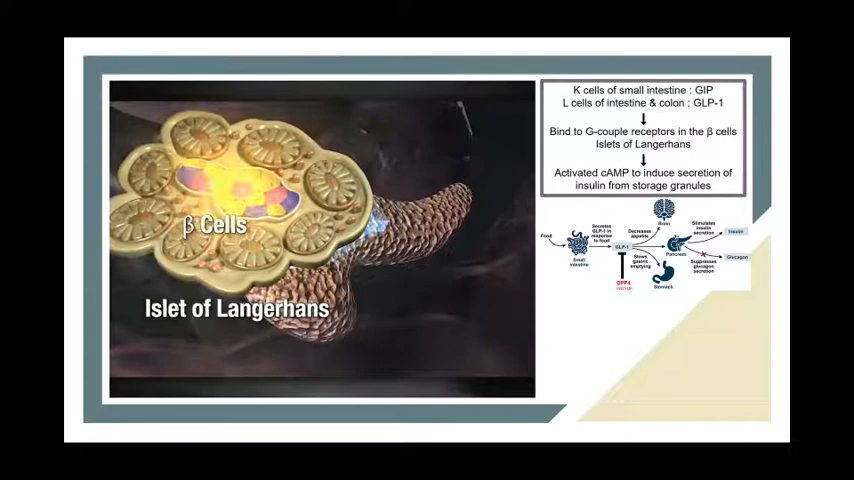 β Cells
Islet of Langerhans
K cells of small intestine : GIP
L cells of intestine & colon : GLP-1
Bind to G-couple receptors in the β cells
Islets of Langerhans
Activated cAMP to induce secretion of
insulin from storage granules
Food
Small
intestine
Secretes
GLP-1 in
response
to food
GLP-1
DPP4
Decreases
appetite
Brain
Slows
gastric
emptying
Stomach
Pancreas
Stimulates
insulin
secretion
Insulin
Suppresses
glucagon
secretion
Glucagon